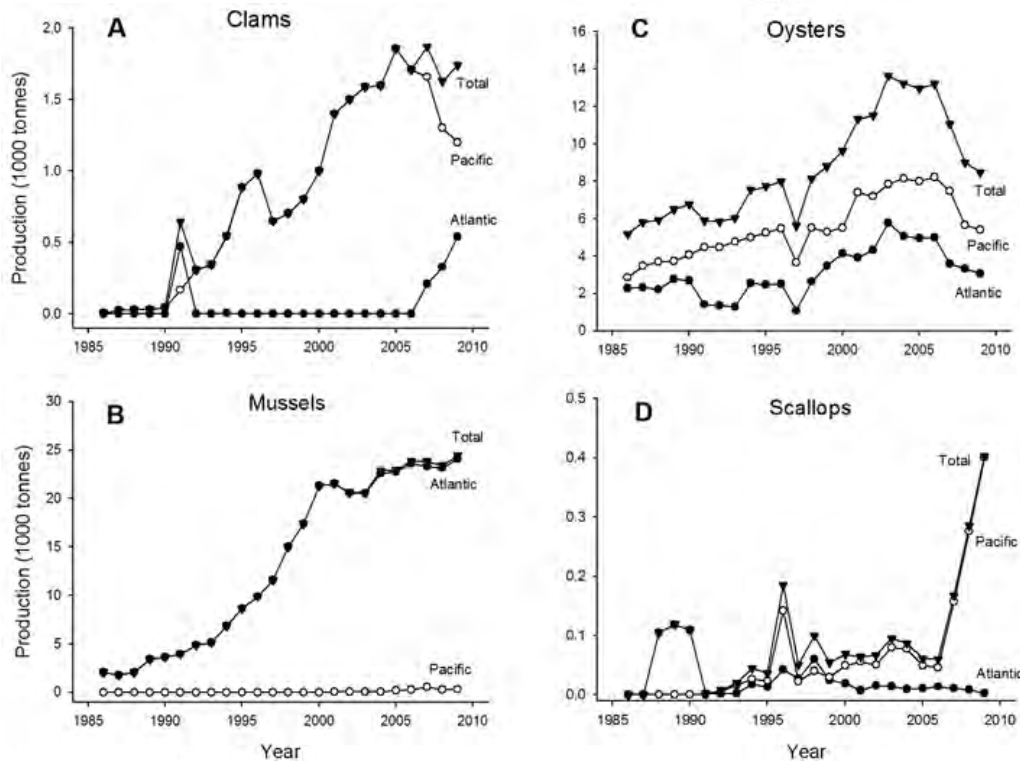 A
Clams
Production (1000 tonnes)
2.0
1.5
1.0
0.5
0.0
Total
Pacific
Atlantic
1985
1990
1995
2000
2005
2010
C
Oysters
16
14
12
10
8
6
4
2
0
Total
Pacific
Atlantic
1985
1990
1995
2000
2005
2010
B
Mussels
Production (1000 tonnes)
30
25
20
15
10
5
0
Total
Atlantic
Pacific
1985
1990
1995
2000
2005
2010
Year
D
Scallops
0.5
0.4
0.3
0.2
0.1
0.0
Total
Pacific
Atlantic
1985
1990
1995
2000
2005
2010
Year